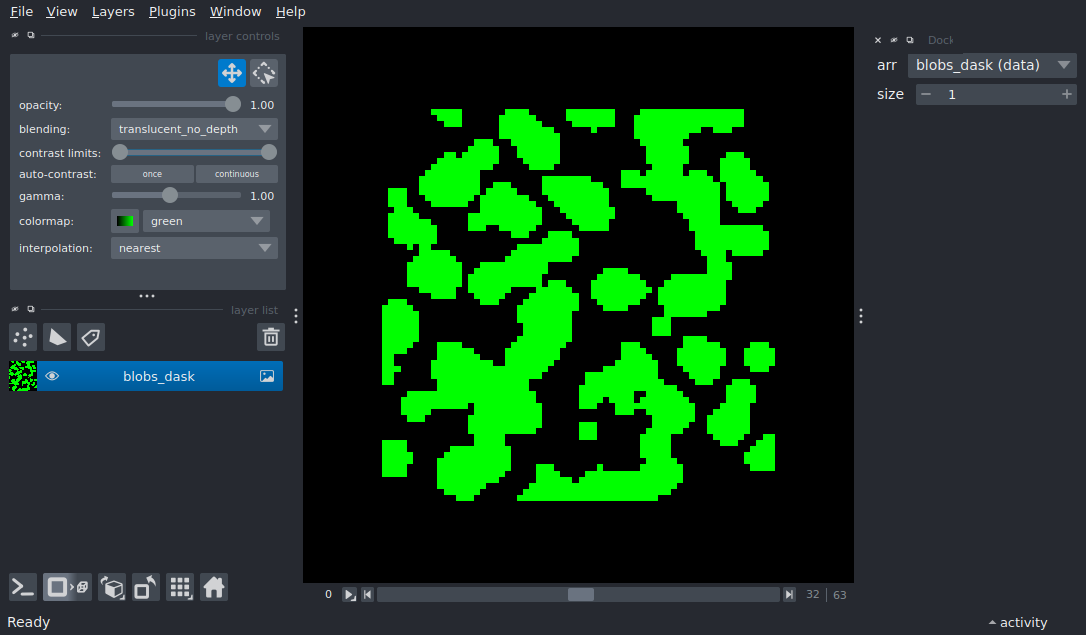 File View Layers Plugins Window Help
layer controls
opacity: 1.00
blending: translucent_no_depth
contrast limits:
auto-contrast: once continuous
gamma: 1.00
colormap: green
interpolation: nearest
layer list
blobs_dask
0 32 63
Ready
activity
Dock
arr blobs_dask (data)
size 1